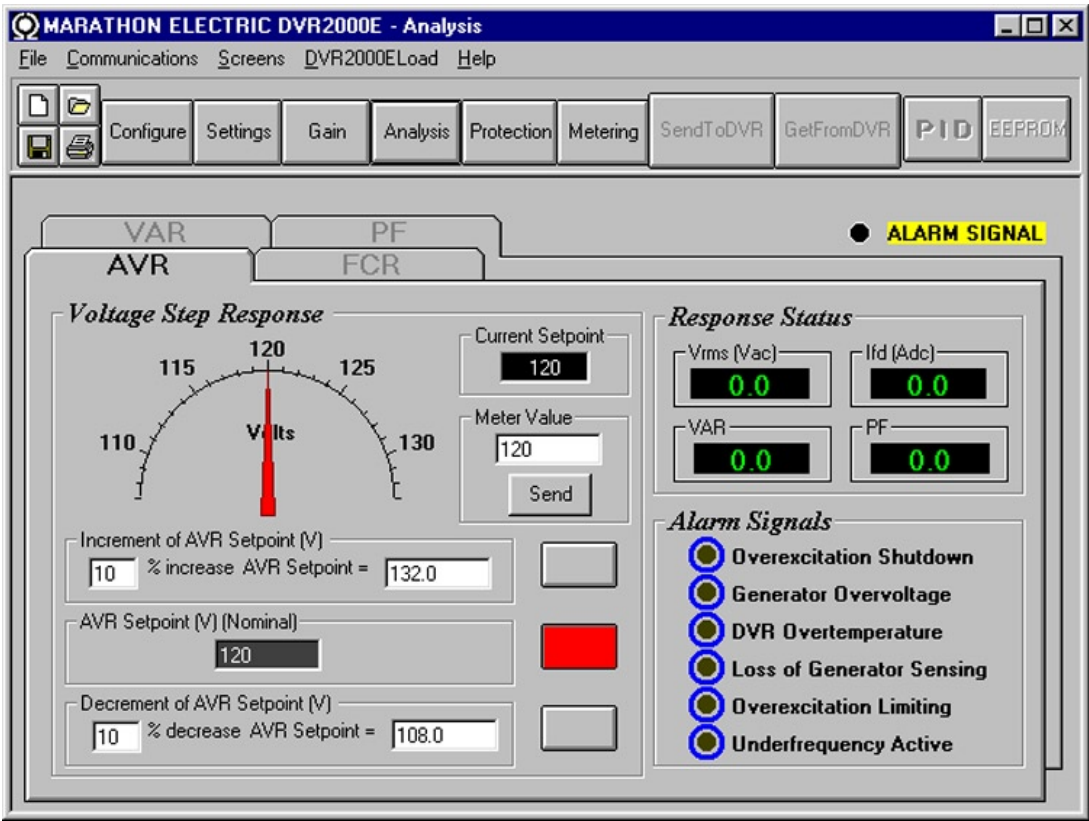 MARATHON ELECTRIC DVR2000E - Analysis
File Communications Screens DVR2000ELoad Help
Configure Settings Gain Analysis Protection Metering SendToDVR GetFromDVR PID EEPROM
VAR PF
ALARM SIGNAL
AVR FCR
Voltage Step Response
110 115 120 125 130
Volts
Current Setpoint
120
Meter Value
120
Send
Increment of AVR Setpoint (V)
10 % increase AVR Setpoint = 132.0
AVR Setpoint (V) (Nominal)
120
Decrement of AVR Setpoint (V)
10 % decrease AVR Setpoint = 108.0
Response Status
Vrms (Vac) Ifd (Adc)
0.0 0.0
VAR PF
0.0 0.0
Alarm Signals
Overexcitation Shutdown
Generator Overvoltage
DVR Overtemperature
Loss of Generator Sensing
Overexcitation Limiting
Underfrequency Active